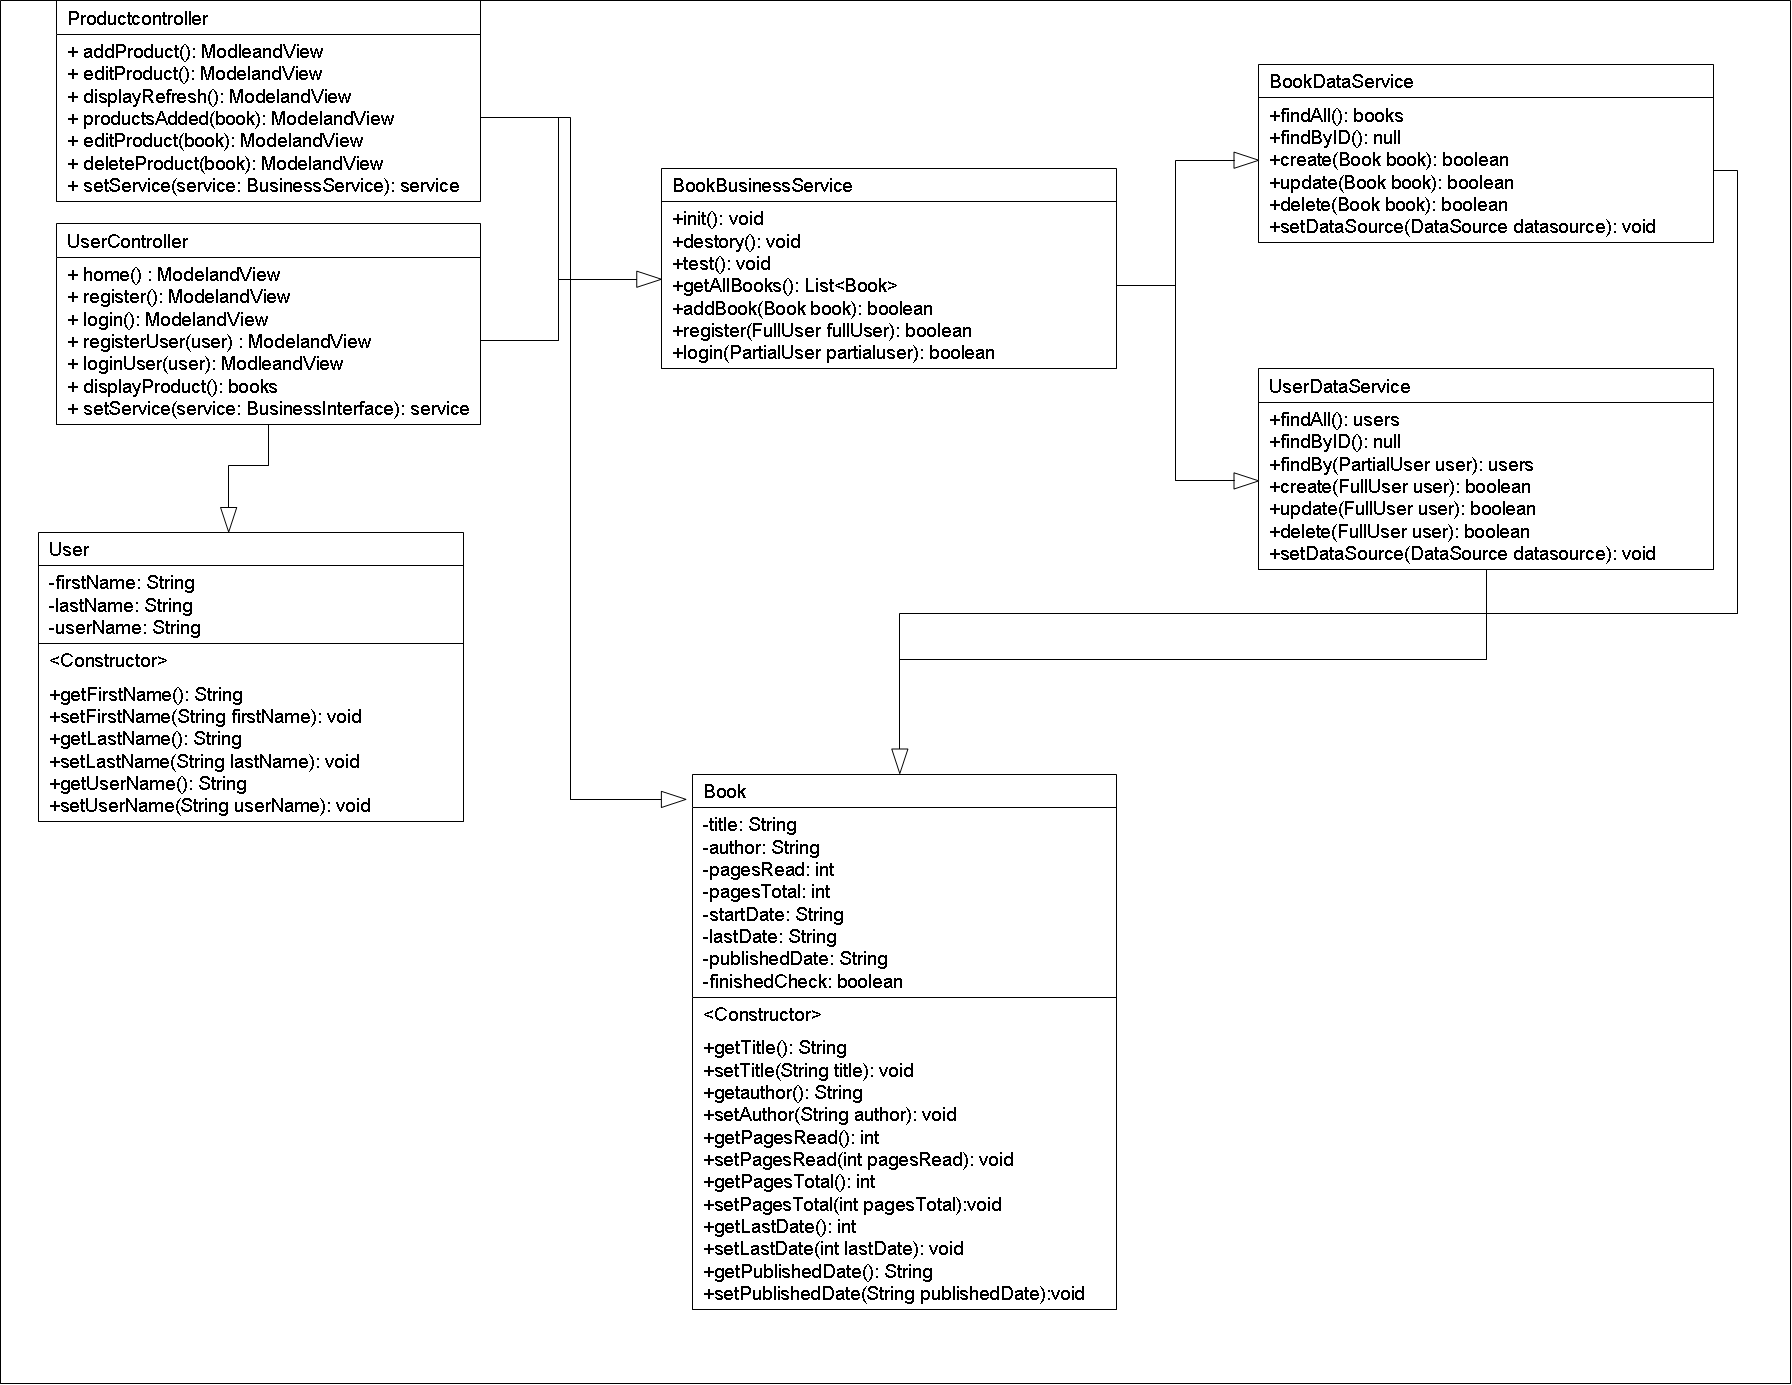 Productcontroller
+ addProduct(): ModleandView
+ editProduct(): ModelandView
+ displayRefresh(): ModelandView
+ productsAdded(book): ModelandView
+ editProduct(book): ModelandView
+ deleteProduct(book): ModelandView
+ setService(service: BusinessService): service
UserController
+ home() : ModelandView
+ register(): ModelandView
+ login(): ModelandView
+ registerUser(user) : ModelandView
+ loginUser(user): ModleandView
+ displayProduct(): books
+ setService(service: BusinessInterface): service
User
-firstName: String
-lastName: String
-userName: String
<Constructor>
+getFirstName(): String
+setFirstName(String firstName): void
+getLastName(): String
+setLastName(String lastName): void
+getUserName(): String
+setUserName(String userName): void
BookBusinessService
+init(): void
+destory(): void
+test(): void
+getAllBooks(): List<Book>
+addBook(Book book): boolean
+register(FullUser fullUser): boolean
+login(PartialUser partialuser): boolean
BookDataService
+findAll(): books
+findByID(): null
+create(Book book): boolean
+update(Book book): boolean
+delete(Book book): boolean
+setDataSource(DataSource datasource): void
UserDataService
+findAll(): users
+findByID(): null
+findBy(PartialUser user): users
+create(FullUser user): boolean
+update(FullUser user): boolean
+delete(FullUser user): boolean
+setDataSource(DataSource datasource): void
Book
-title: String
-author: String
-pagesRead: int
-pagesTotal: int
-startDate: String
-lastDate: String
-publishedDate: String
-finishedCheck: boolean
<Constructor>
+getTitle(): String
+setTitle(String title): void
+getauthor(): String
+setAuthor(String author): void
+getPagesRead(): int
+setPagesRead(int pagesRead): void
+getPagesTotal(): int
+setPagesTotal(int pagesTotal):void
+getLastDate(): int
+setLastDate(int lastDate): void
+getPublishedDate(): String
+setPublishedDate(String publishedDate):void